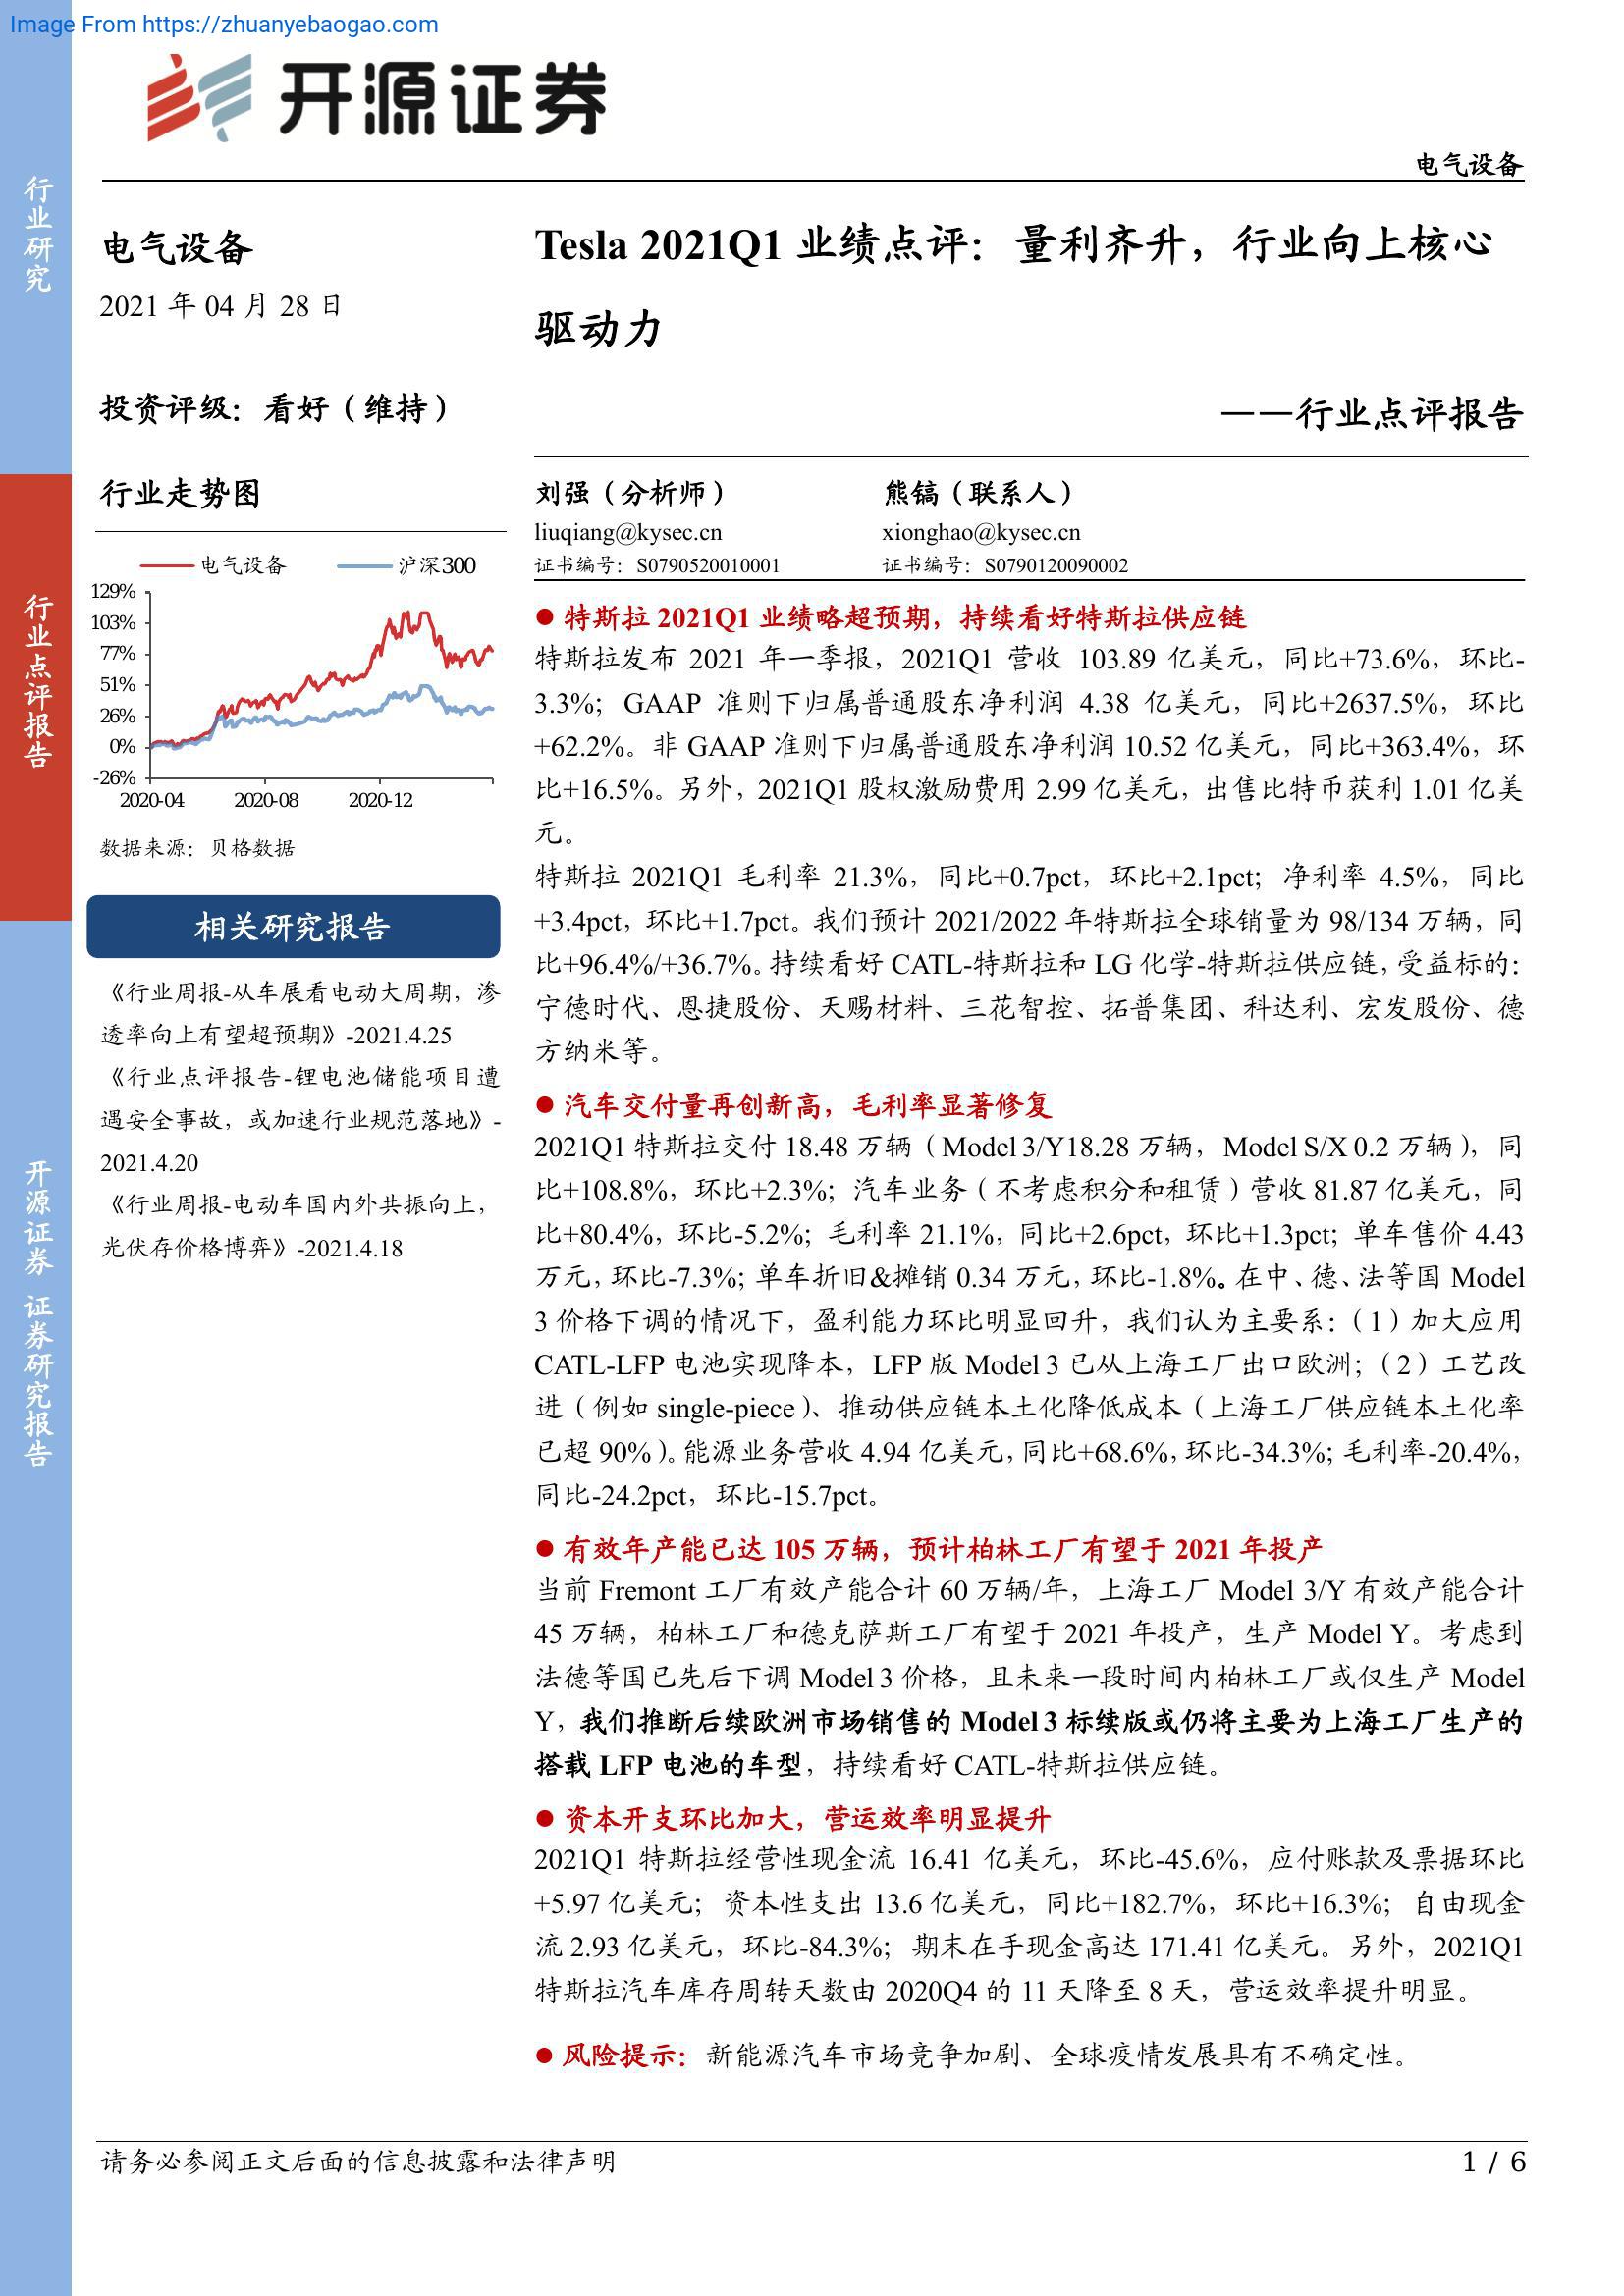 Image From https://zhuanyebaogao.com
开源证券
电气设备
行业研究
行业点评报告
开源证券 证券研究报告
电气设备
2021 年 04 月 28 日
投资评级：看好（维持）
行业走势图
电气设备 沪深300
129%
103%
77%
51%
26%
0%
-26%
2020-04 2020-08 2020-12
数据来源：贝格数据
相关研究报告
《行业周报-从车展看电动大周期，渗
透率向上有望超预期》-2021.4.25
《行业点评报告-锂电池储能项目遭
遇安全事故，或加速行业规范落地》-
2021.4.20
《行业周报-电动车国内外共振向上，
光伏存价格博弈》-2021.4.18
Tesla 2021Q1 业绩点评：量利齐升，行业向上核心
驱动力
——行业点评报告
刘强（分析师） 熊镐（联系人）
liuqiang@kysec.cn xionghao@kysec.cn
证书编号：S0790520010001 证书编号：S0790120090002
● 特斯拉 2021Q1 业绩略超预期，持续看好特斯拉供应链
特斯拉发布 2021 年一季报，2021Q1 营收 103.89 亿美元，同比+73.6%，环比-
3.3%；GAAP 准则下归属普通股东净利润 4.38 亿美元，同比+2637.5%，环比
+62.2%。非 GAAP 准则下归属普通股东净利润 10.52 亿美元，同比+363.4%，环
比+16.5%。另外，2021Q1 股权激励费用 2.99 亿美元，出售比特币获利 1.01 亿美
元。
特斯拉 2021Q1 毛利率 21.3%，同比+0.7pct，环比+2.1pct；净利率 4.5%，同比
+3.4pct，环比+1.7pct。我们预计 2021/2022 年特斯拉全球销量为 98/134 万辆，同
比+96.4%/+36.7%。持续看好 CATL-特斯拉和 LG 化学-特斯拉供应链，受益标的：
宁德时代、恩捷股份、天赐材料、三花智控、拓普集团、科达利、宏发股份、德
方纳米等。
● 汽车交付量再创新高，毛利率显著修复
2021Q1 特斯拉交付 18.48 万辆（Model 3/Y18.28 万辆，Model S/X 0.2 万辆），同
比+108.8%，环比+2.3%；汽车业务（不考虑积分和租赁）营收 81.87 亿美元，同
比+80.4%，环比-5.2%；毛利率 21.1%，同比+2.6pct，环比+1.3pct；单车售价 4.43
万元，环比-7.3%；单车折旧&摊销 0.34 万元，环比-1.8%。在中、德、法等国 Model
3 价格下调的情况下，盈利能力环比明显回升，我们认为主要系：（1）加大应用
CATL-LFP 电池实现降本，LFP 版 Model 3 已从上海工厂出口欧洲；（2）工艺改
进（例如 single-piece）、推动供应链本土化降低成本（上海工厂供应链本土化率
已超 90%）。能源业务营收 4.94 亿美元，同比+68.6%，环比-34.3%；毛利率-20.4%，
同比-24.2pct，环比-15.7pct。
● 有效年产能已达 105 万辆，预计柏林工厂有望于 2021 年投产
当前 Fremont 工厂有效产能合计 60 万辆/年，上海工厂 Model 3/Y 有效产能合计
45 万辆，柏林工厂和德克萨斯工厂有望于 2021 年投产，生产 Model Y。考虑到
法德等国已先后下调 Model 3 价格，且未来一段时间内柏林工厂或仅生产 Model
Y，我们推断后续欧洲市场销售的 Model 3 标续版或仍将主要为上海工厂生产的
搭载 LFP 电池的车型，持续看好 CATL-特斯拉供应链。
● 资本开支环比加大，营运效率明显提升
2021Q1 特斯拉经营性现金流 16.41 亿美元，环比-45.6%，应付账款及票据环比
+5.97 亿美元；资本性支出 13.6 亿美元，同比+182.7%，环比+16.3%；自由现金
流 2.93 亿美元，环比-84.3%；期末在手现金高达 171.41 亿美元。另外，2021Q1
特斯拉汽车库存周转天数由 2020Q4 的 11 天降至 8 天，营运效率提升明显。
● 风险提示：新能源汽车市场竞争加剧、全球疫情发展具有不确定性。
请务必参阅正文后面的信息披露和法律声明
1 / 6